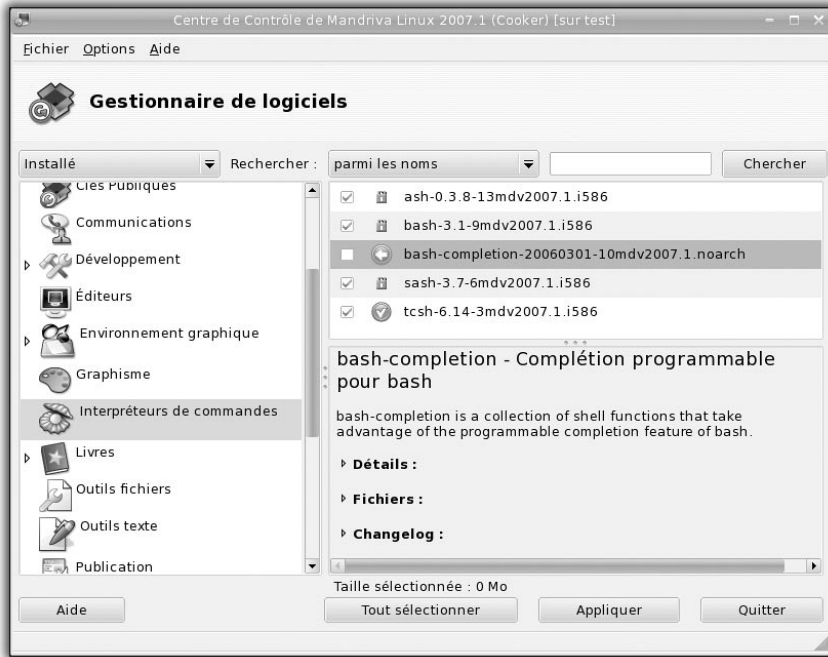 Centre de Contrôle de Mandriva Linux 2007.1 (Cooker) [sur test]
Fichier Options Aide
Gestionnaire de logiciels
Installé Rechercher : parmi les noms Chercher
Clés Publiques
Communications
Développement
Éditeurs
Environnement graphique
Graphisme
Interpréteurs de commandes
Livres
Outils fichiers
Outils texte
Publication
ash-0.3.8-13mdv2007.1.i586
bash-3.1-9mdv2007.1.i586
bash-completion-20060301-10mdv2007.1.noarch
sash-3.7-6mdv2007.1.i586
tcsh-6.14-3mdv2007.1.i586
bash-completion - Complétion programmable
pour bash
bash-completion is a collection of shell functions that take
advantage of the programmable completion feature of bash.
Détails :
Fichiers :
Changelog :
Taille sélectionnée : 0 Mo
Aide Tout sélectionner Appliquer Quitter